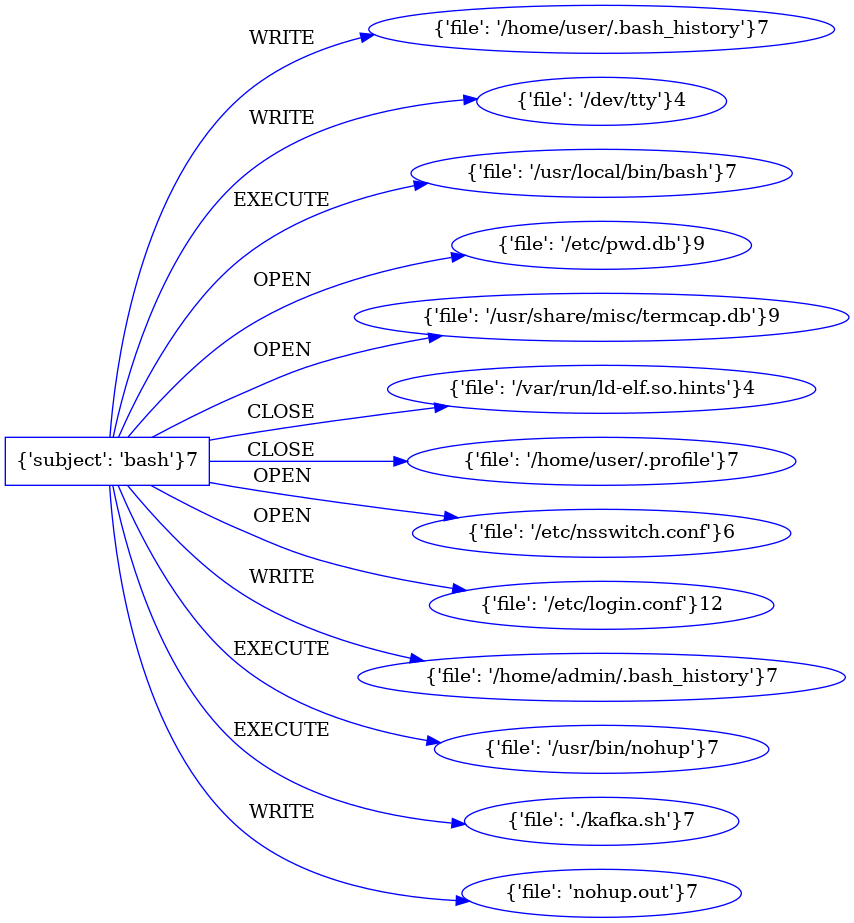 WRITE
{'file': '/home/user/.bash_history'}7
WRITE
{'file': '/dev/tty'}4
EXECUTE
{'file': '/usr/local/bin/bash'}7
OPEN
{'file': '/etc/pwd.db'}9
OPEN
{'file': '/usr/share/misc/termcap.db'}9
CLOSE
{'file': '/var/run/ld-elf.so.hints'}4
{'subject': 'bash'}7
CLOSE
{'file': '/home/user/.profile'}7
OPEN
{'file': '/etc/nsswitch.conf'}6
OPEN
{'file': '/etc/login.conf'}12
WRITE
{'file': '/home/admin/.bash_history'}7
EXECUTE
{'file': '/usr/bin/nohup'}7
EXECUTE
{'file': './kafka.sh'}7
WRITE
{'file': 'nohup.out'}7